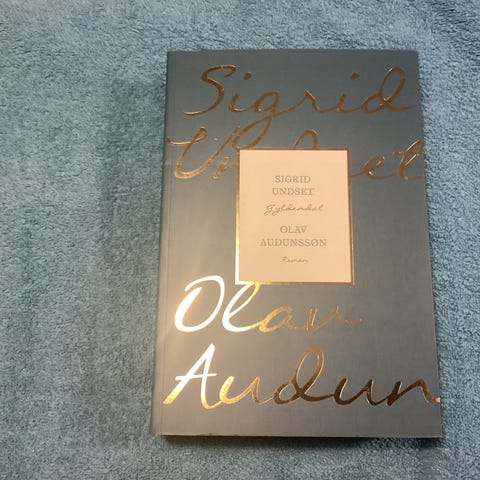 Sigrid
SIGRID
UNDSET
Gyldendal
OLAV
AUDUNSSØN
Roman
Olav
Audun